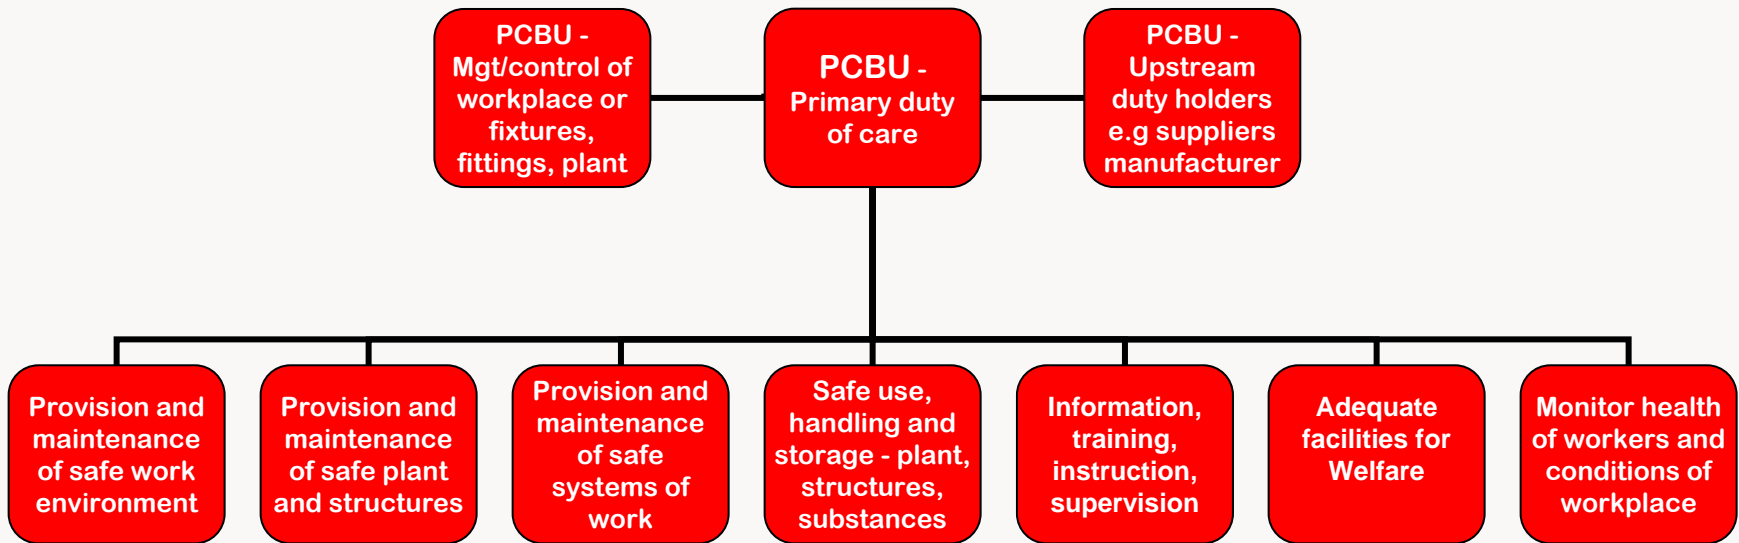 PCBU -
Mgt/control of
workplace or
fixtures,
fittings, plant
PCBU -
Primary duty
of care
PCBU -
Upstream
duty holders
e.g suppliers
manufacturer
Provision and
maintenance
of safe work
environment
Provision and
maintenance
of safe plant
and structures
Provision and
maintenance
of safe
systems of
work
Safe use,
handling and
storage - plant,
structures,
substances
Information,
training,
instruction,
supervision
Adequate
facilities for
Welfare
Monitor health
of workers and
conditions of
workplace